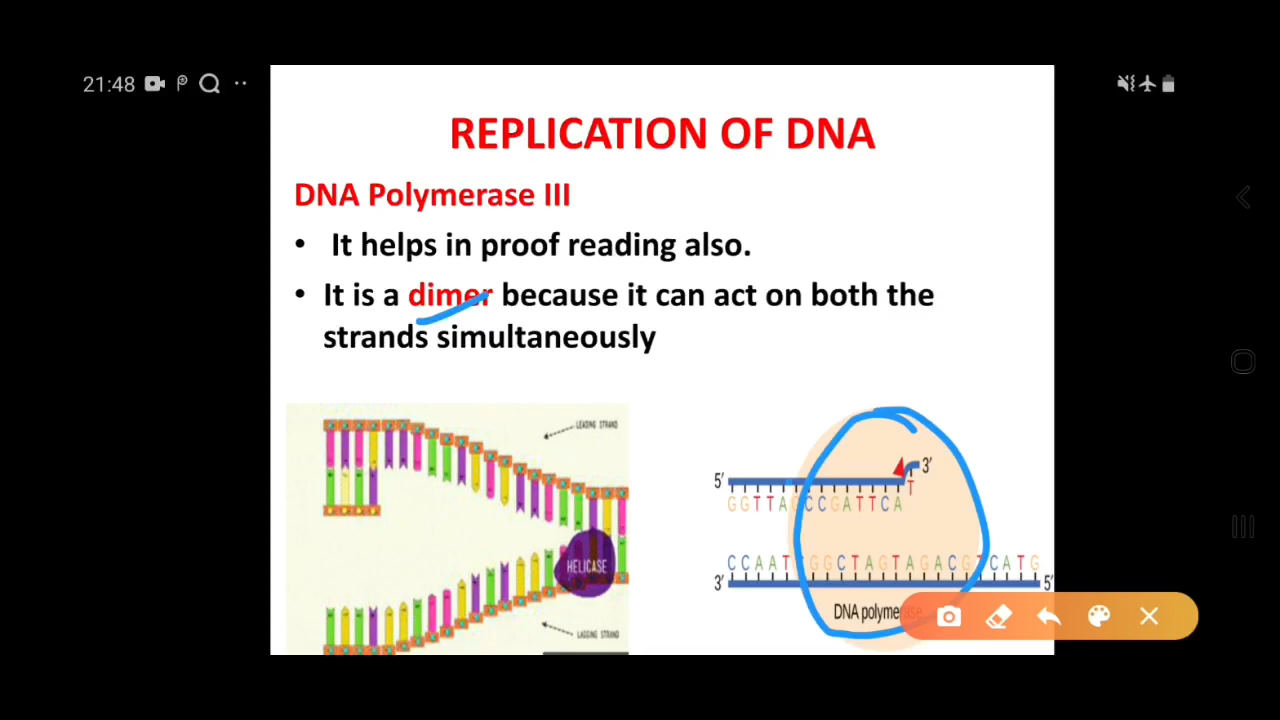 21:48
REPLICATION OF DNA
DNA Polymerase III
• It helps in proof reading also.
• It is a dimer because it can act on both the
strands simultaneously
LEADING STRAND
HELICASE
LAGGING STRAND
3′
5′
T
GGTTAGCCGATTCA
CCAAT GGCTAGTAGACGTCATG
3′
5′
DNA polymerase